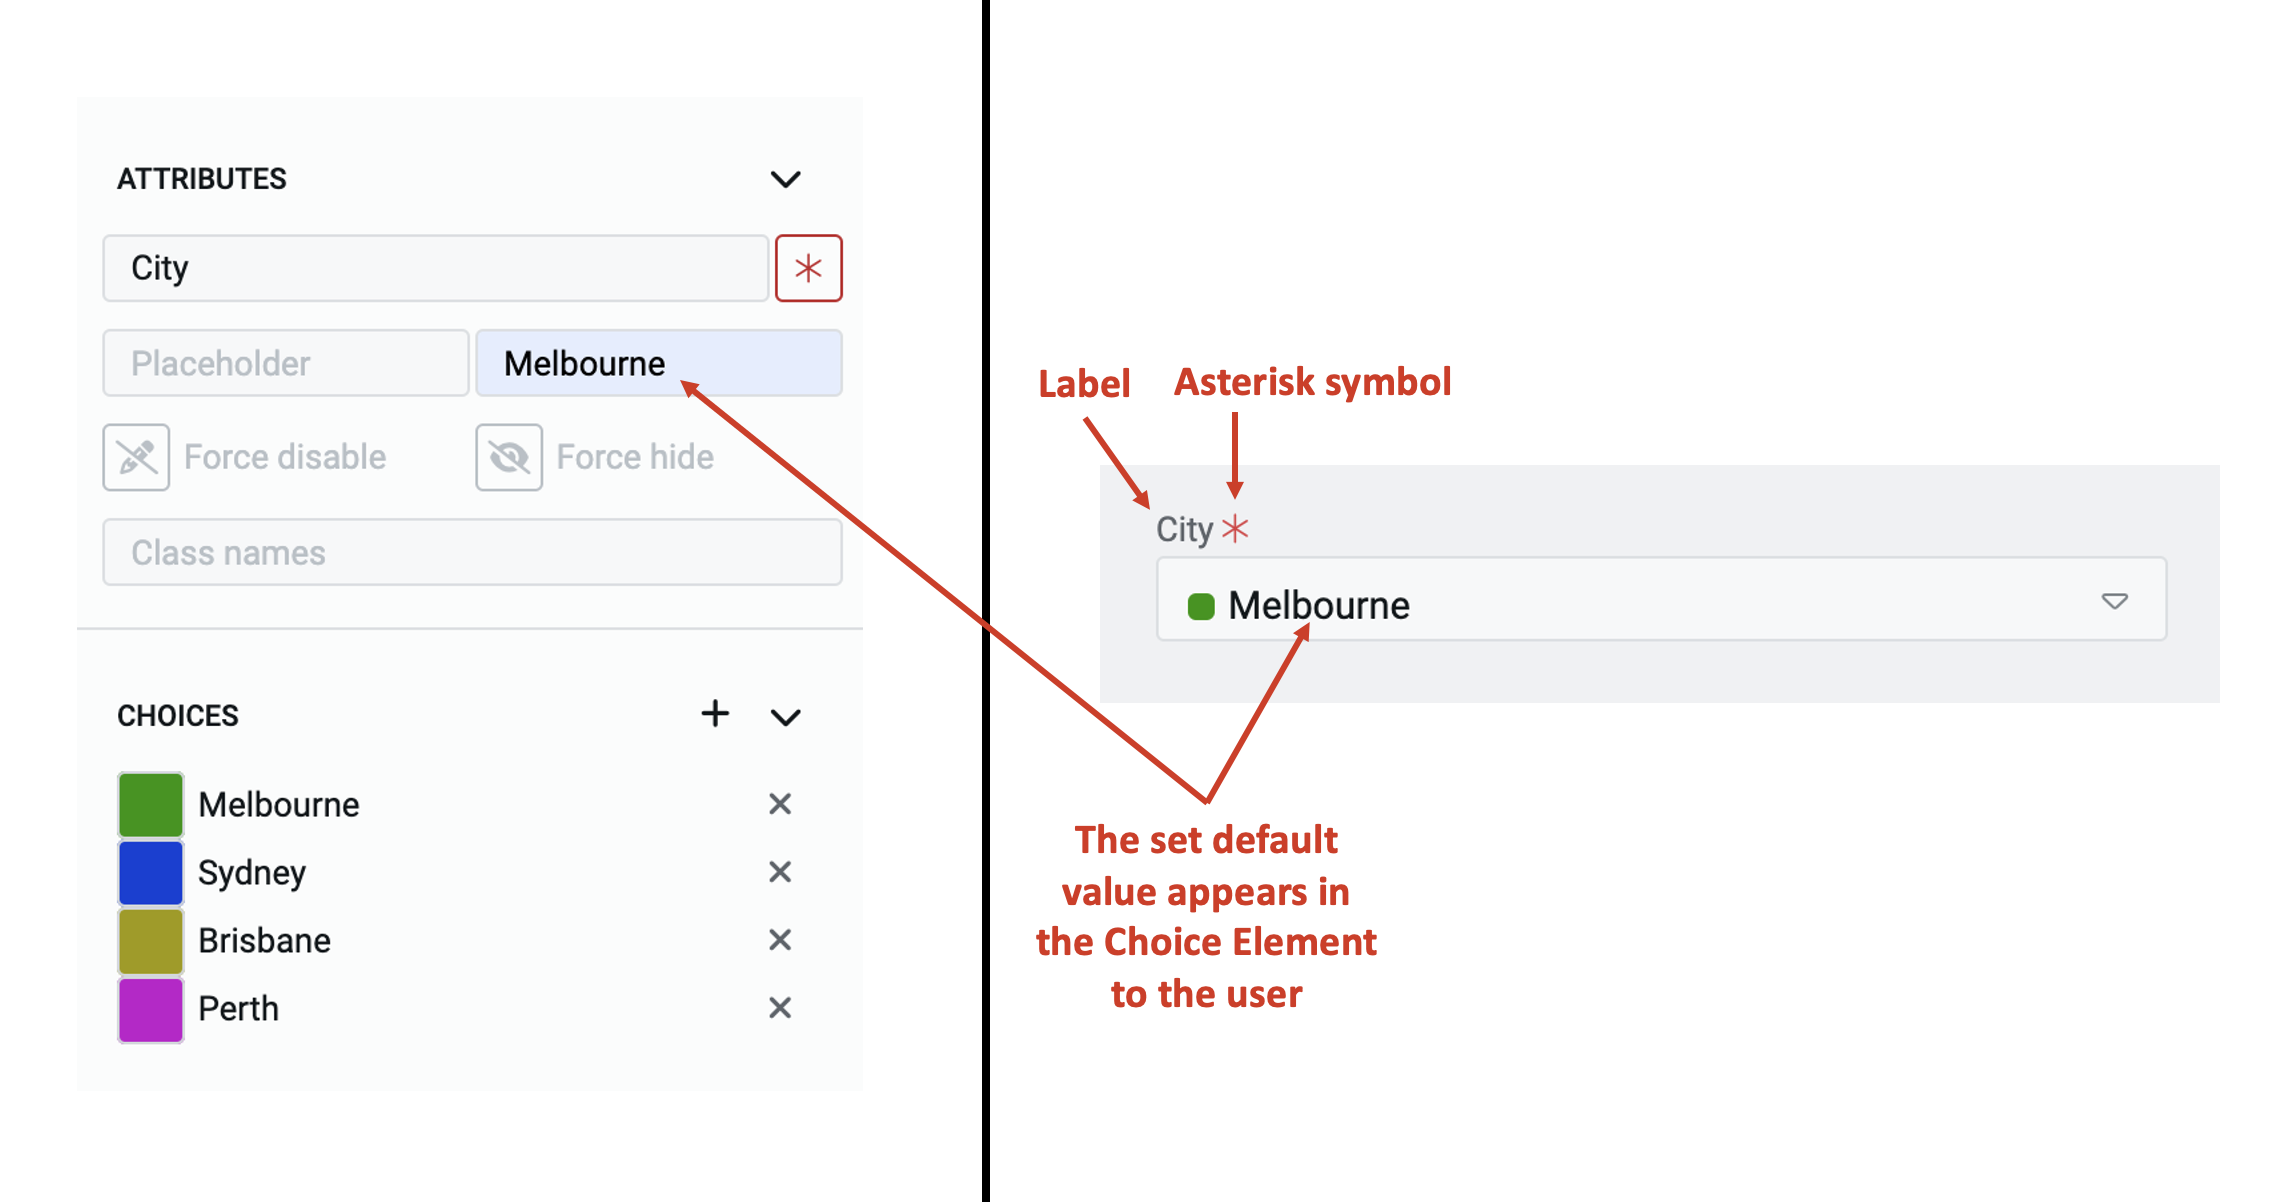 ATTRIBUTES
City *
Placeholder
Melbourne
Force disable
Force hide
Class names
CHOICES
Melbourne
Sydney
Brisbane
Perth
Label
Asterisk symbol
City *
Melbourne
The set default
value appears in
the Choice Element
to the user